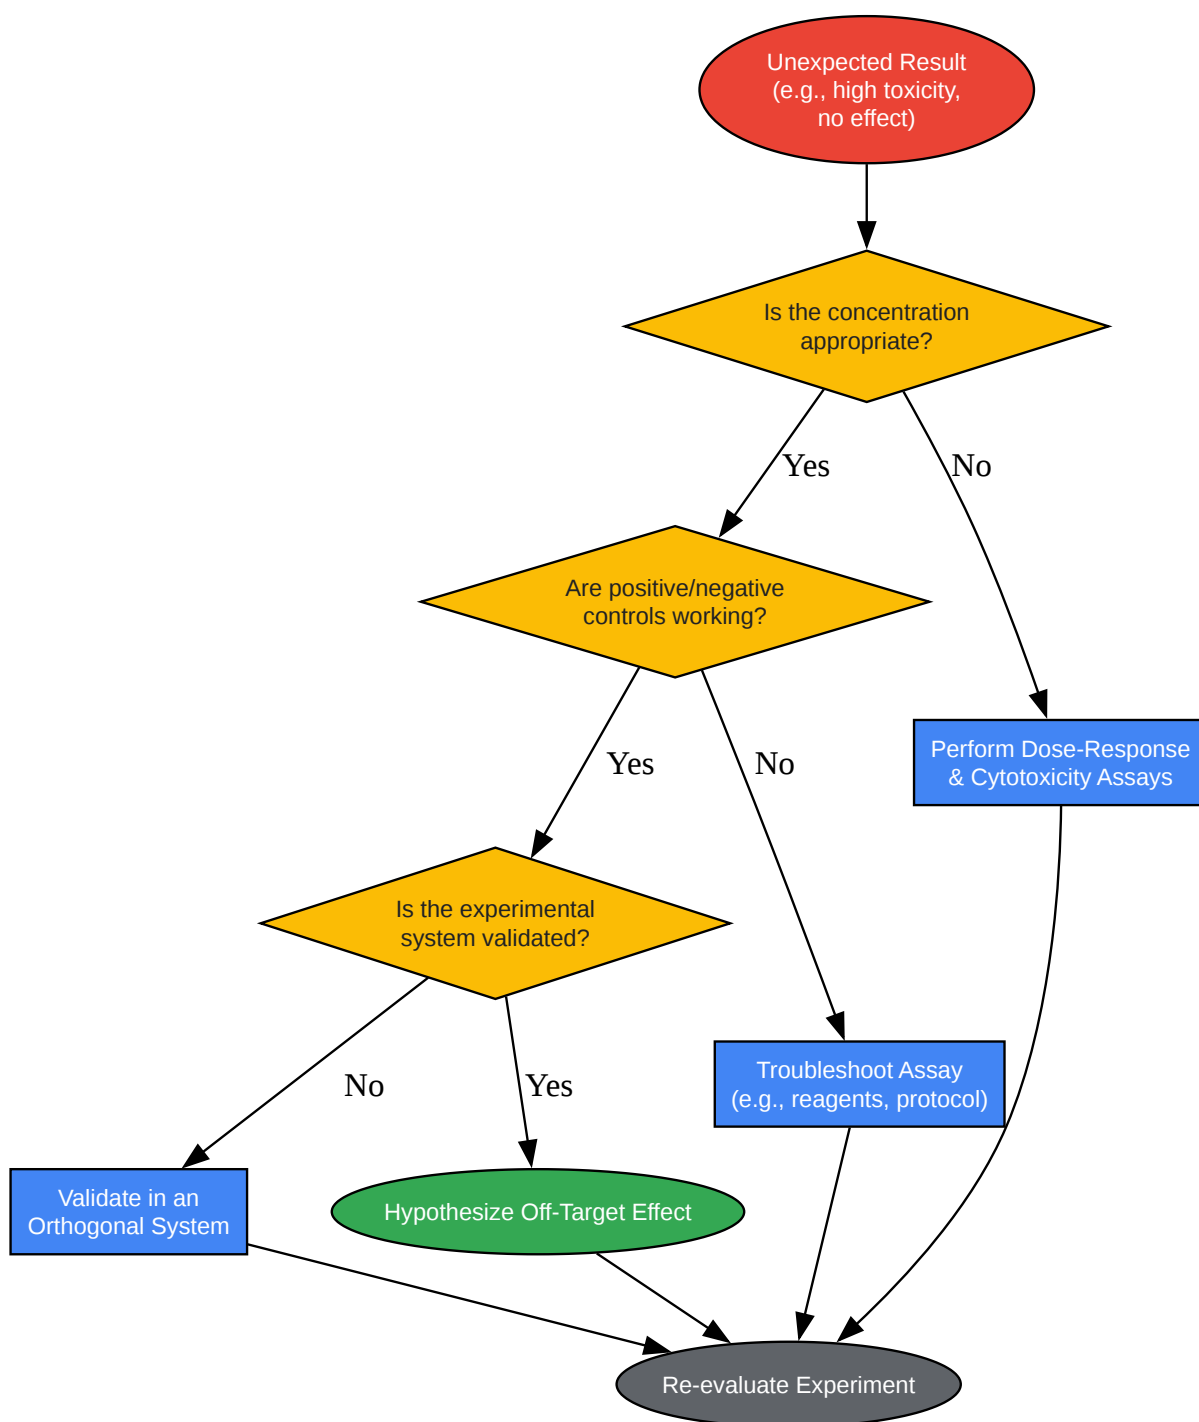 Unexpected Result
(e.g., high toxicity,
no effect)
Is the concentration
appropriate?
Yes
No
Are positive/negative
controls working?
Yes
No
Perform Dose-Response
& Cytotoxicity Assays
Is the experimental
system validated?
No
Yes
Troubleshoot Assay
(e.g., reagents, protocol)
Validate in an
Orthogonal System
Hypothesize Off-Target Effect
Re-evaluate Experiment